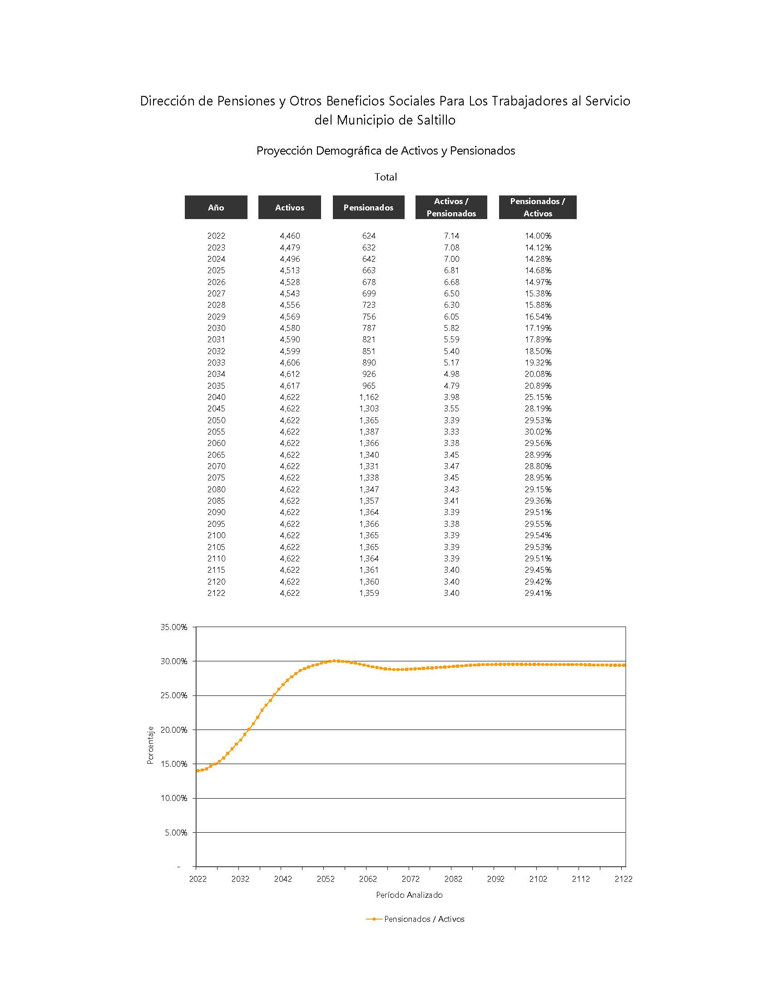 Dirección de Pensiones y Otros Beneficios Sociales Para Los Trabajadores al Servicio
del Municipio de Saltillo
Proyección Demográfica de Activos y Pensionados
Total
Año Activos Pensionados Activos / Pensionados Pensionados / Activos
2022 4,460 624 7.14 14.00%
2023 4,479 632 7.08 14.12%
2024 4,496 642 7.00 14.28%
2025 4,513 663 6.81 14.68%
2026 4,528 678 6.68 14.97%
2027 4,543 699 6.50 15.38%
2028 4,556 723 6.30 15.88%
2029 4,569 756 6.05 16.54%
2030 4,580 787 5.82 17.19%
2031 4,590 821 5.59 17.89%
2032 4,599 851 5.40 18.50%
2033 4,606 890 5.17 19.32%
2034 4,612 926 4.98 20.08%
2035 4,617 965 4.79 20.89%
2040 4,622 1,162 3.98 25.15%
2045 4,622 1,303 3.55 28.19%
2050 4,622 1,365 3.39 29.53%
2055 4,622 1,387 3.33 30.02%
2060 4,622 1,366 3.38 29.56%
2065 4,622 1,340 3.45 28.99%
2070 4,622 1,331 3.47 28.80%
2075 4,622 1,338 3.45 28.95%
2080 4,622 1,347 3.43 29.15%
2085 4,622 1,357 3.41 29.36%
2090 4,622 1,364 3.39 29.51%
2095 4,622 1,366 3.38 29.55%
2100 4,622 1,365 3.39 29.54%
2105 4,622 1,365 3.39 29.53%
2110 4,622 1,364 3.39 29.51%
2115 4,622 1,361 3.40 29.45%
2120 4,622 1,360 3.40 29.42%
2122 4,622 1,359 3.40 29.41%
35.00%
30.00%
25.00%
20.00%
15.00%
10.00%
5.00%
-
Porcentaje
2022 2032 2042 2052 2062 2072 2082 2092 2102 2112 2122
Período Analizado
Pensionados / Activos